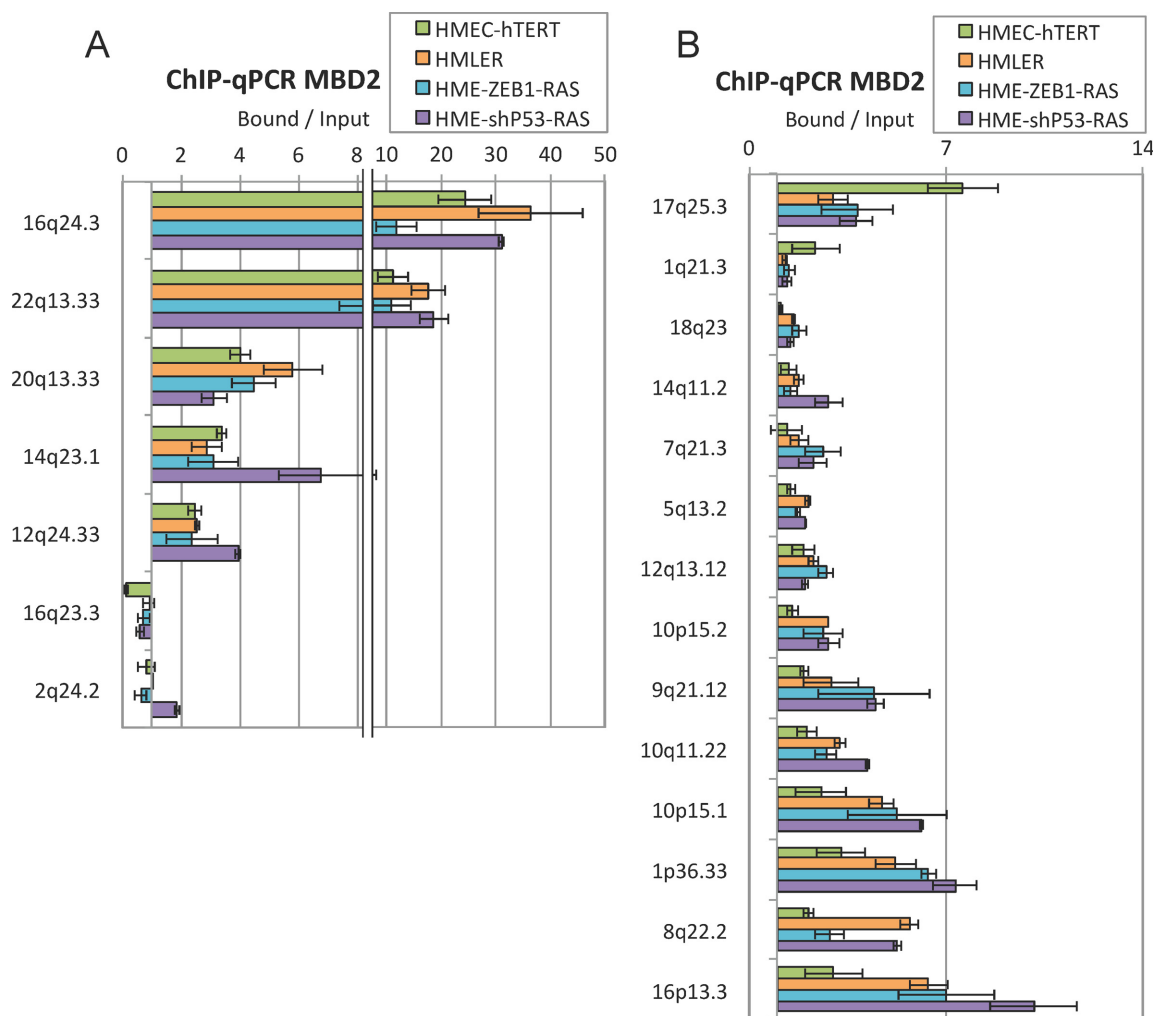 A
HMEC-hTERT
HMLER
HME-ZEB1-RAS
HME-shP53-RAS
ChIP-qPCR MBD2
Bound / Input
0 2 4 6 8 10 20 30 40 50
16q24.3
22q13.33
20q13.33
14q23.1
12q24.33
16q23.3
2q24.2
B
HMEC-hTERT
HMLER
HME-ZEB1-RAS
HME-shP53-RAS
ChIP-qPCR MBD2
Bound / Input
0 7 14
17q25.3
1q21.3
18q23
14q11.2
7q21.3
5q13.2
12q13.12
10p15.2
9q21.12
10q11.22
10p15.1
1p36.33
8q22.2
16p13.3